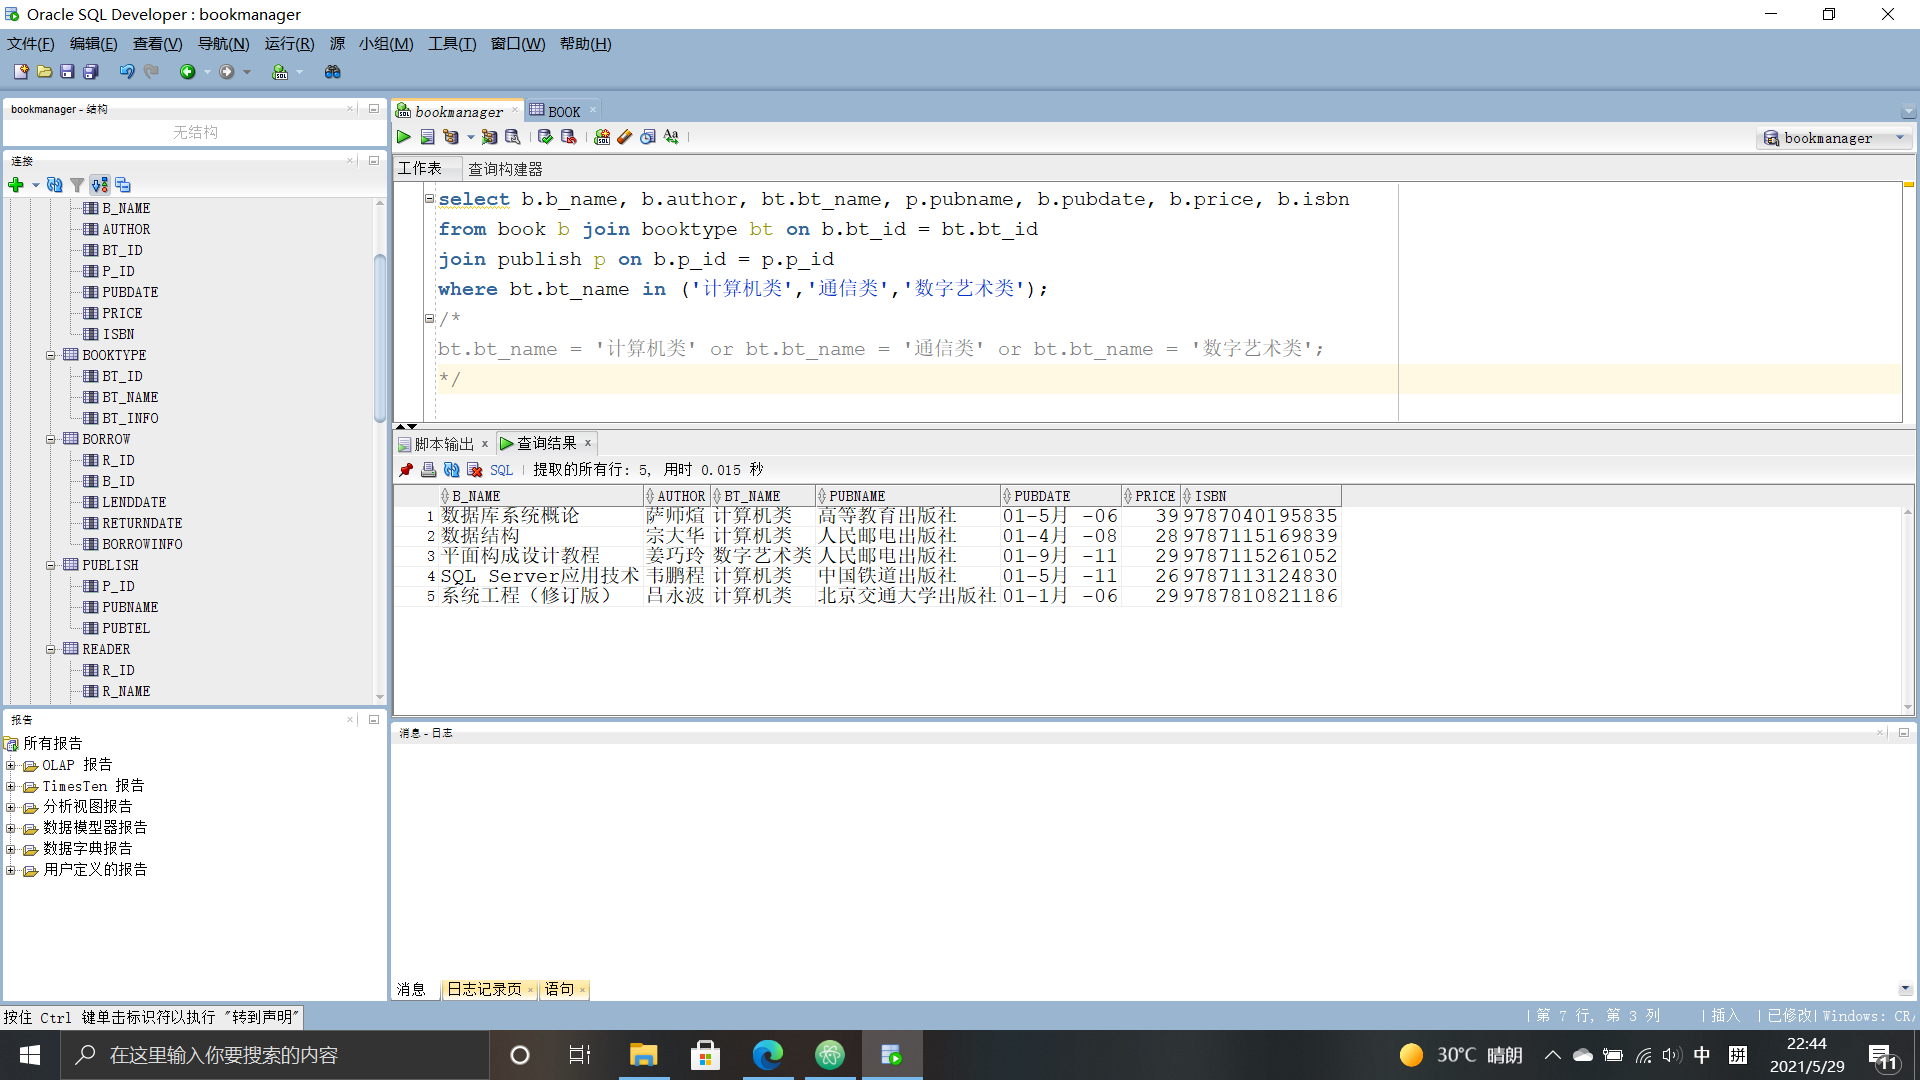 Oracle SQL Developer : bookmanager
文件(F) 编辑(E) 查看(V) 导航(N) 运行(R) 源 小组(M) 工具(T) 窗口(W) 帮助(H)
bookmanager - 结构
无结构
连接
B_NAME
AUTHOR
BT_ID
P_ID
PUBDATE
PRICE
ISBN
BOOKTYPE
BT_ID
BT_NAME
BT_INFO
BORROW
R_ID
B_ID
LENDDATE
RETURNDATE
BORROWINFO
PUBLISH
P_ID
PUBNAME
PUBTEL
READER
R_ID
R_NAME
报告
所有报告
OLAP 报告
TimesTen 报告
分析视图报告
数据模型器报告
数据字典报告
用户定义的报告
bookmanager BOOK
bookmanager
工作表 查询构建器
select b.b_name, b.author, bt.bt_name, p.pubname, b.pubdate, b.price, b.isbn
from book b join booktype bt on b.bt_id = bt.bt_id
join publish p on b.p_id = p.p_id
where bt.bt_name in ('计算机类','通信类','数字艺术类');
/*
bt.bt_name = '计算机类' or bt.bt_name = '通信类' or bt.bt_name = '数字艺术类';
*/
脚本输出 查询结果
SQL 提取的所有行: 5, 用时 0.015 秒
B_NAME AUTHOR BT_NAME PUBNAME PUBDATE PRICE ISBN
1 数据库系统概论 萨师煊 计算机类 高等教育出版社 01-5月 -06 39 9787040195835
2 数据结构 宗大华 计算机类 人民邮电出版社 01-4月 -08 28 9787115169839
3 平面构成设计教程 姜巧玲 数字艺术类 人民邮电出版社 01-9月 -11 29 9787115261052
4 SQL Server应用技术 韦鹏程 计算机类 中国铁道出版社 01-5月 -11 26 9787113124830
5 系统工程（修订版） 吕永波 计算机类 北京交通大学出版社 01-1月 -06 29 9787810821186
消息 - 日志
消息 日志记录页 语句
按住 Ctrl 键单击标识符以执行 "转到声明"
第 7 行, 第 3 列 插入 已修改 Windows: CR/
在这里输入你要搜索的内容
30°C 晴朗
中 拼
22:44
2021/5/29
11